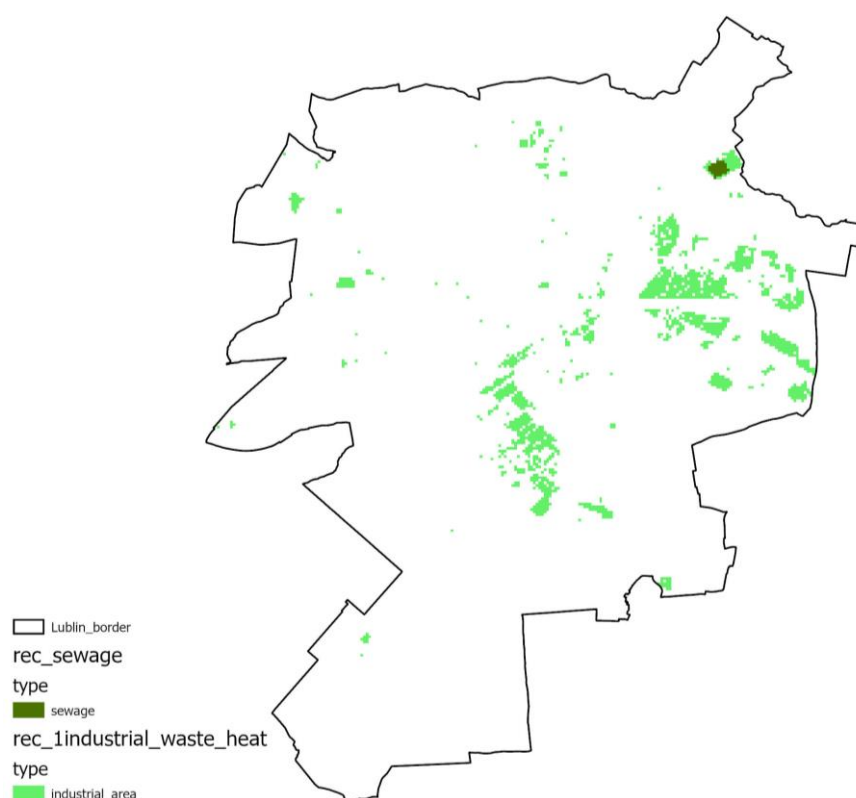 Lublin_border
rec_sewage
type
sewage
rec_1industrial_waste_heat
type
industrial_area